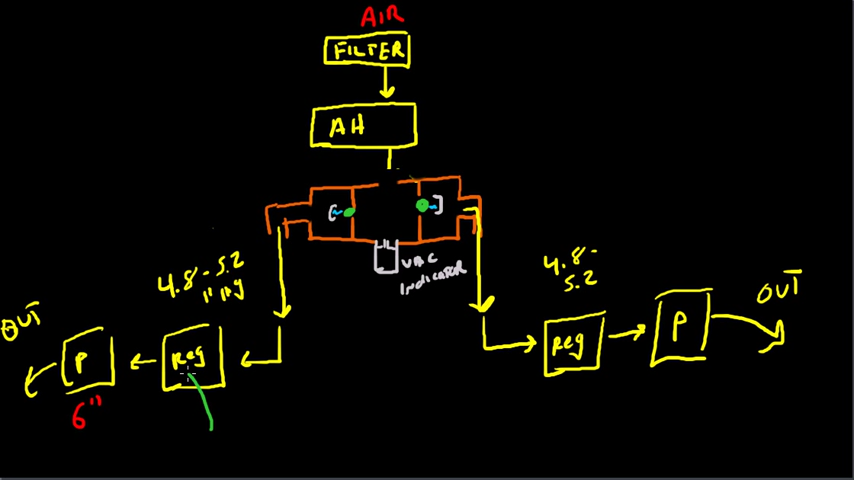 AIR
FILTER
AH
VAC
Indicator
4.8 - 5.2
" Hg
4.8 -
5.2
OUT
OUT
P
Reg
Reg
P
6"